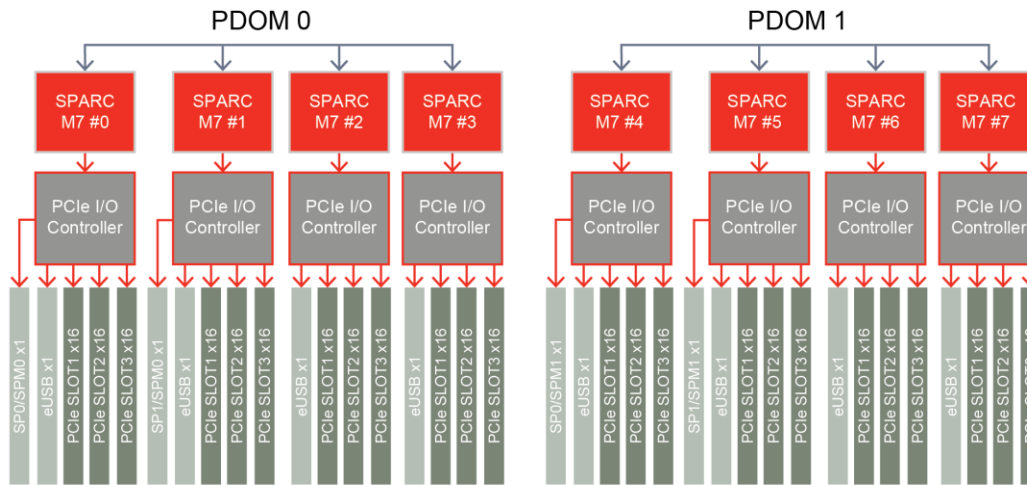 PDOM 0
PDOM 1
SPARC
M7 #0
SPARC
M7 #1
SPARC
M7 #2
SPARC
M7 #3
SPARC
M7 #4
SPARC
M7 #5
SPARC
M7 #6
SPARC
M7 #7
PCIe I/O
Controller
PCIe I/O
Controller
PCIe I/O
Controller
PCIe I/O
Controller
PCIe I/O
Controller
PCIe I/O
Controller
PCIe I/O
Controller
PCIe I/O
Controller
SP0/SPM0 x1
eUSB x1
PCIe SLOT1 x16
PCIe SLOT2 x16
PCIe SLOT3 x16
SP1/SPM0 x1
eUSB x1
PCIe SLOT1 x16
PCIe SLOT2 x16
PCIe SLOT3 x16
eUSB x1
PCIe SLOT1 x16
PCIe SLOT2 x16
PCIe SLOT3 x16
eUSB x1
PCIe SLOT1 x16
PCIe SLOT2 x16
PCIe SLOT3 x16
SP0/SPM1 x1
eUSB x1
PCIe SLOT1 x16
PCIe SLOT2 x16
PCIe SLOT3 x16
SP1/SPM1 x1
eUSB x1
PCIe SLOT1 x16
PCIe SLOT2 x16
PCIe SLOT3 x16
eUSB x1
PCIe SLOT1 x16
PCIe SLOT2 x16
PCIe SLOT3 x16
eUSB x1
PCIe SLOT1 x16
PCIe SLOT2 x16